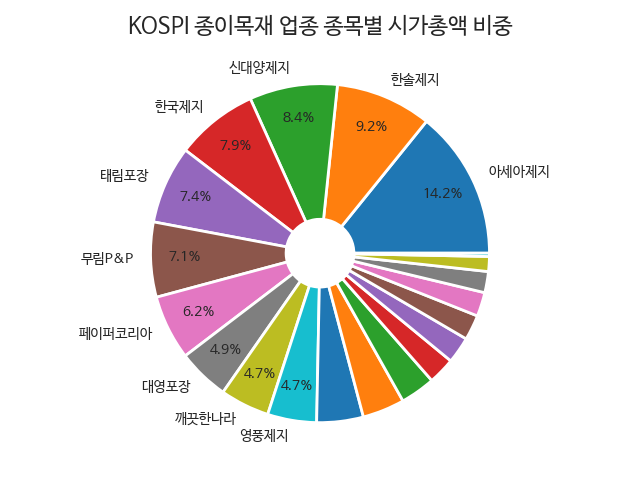 KOSPI 종이목재 업종 종목별 시가총액 비중
아세아제지
14.2%
한솔제지
9.2%
신대양제지
8.4%
한국제지
7.9%
태림포장
7.4%
무림P&P
7.1%
페이퍼코리아
6.2%
대영포장
4.9%
깨끗한나라
4.7%
영풍제지
4.7%